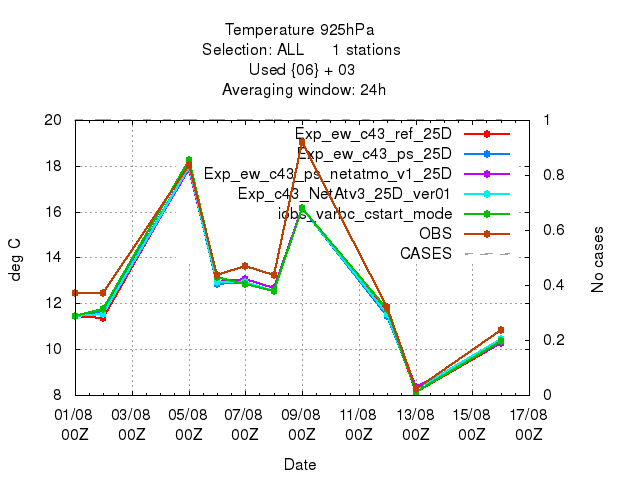 Temperature 925hPa
Selection: ALL 1 stations
Used {06} + 03
Averaging window: 24h
20 1
Exp_ew_c43_ref_25D
Exp_ew_c43_ps_25D
18 0.8
Exp_ew_c43_ps_netatmo_v1_25D
Exp_c43_NetAtv3_25D_ver01
16 iobs_varbc_cstart_mode 0.6
OBS
CASES
14
deg C
No cases
0.4
12
0.2
10
8 0
01/08 03/08 05/08 07/08 09/08 11/08 13/08 15/08 17/08
00Z 00Z 00Z 00Z 00Z 00Z 00Z 00Z 00Z
Date